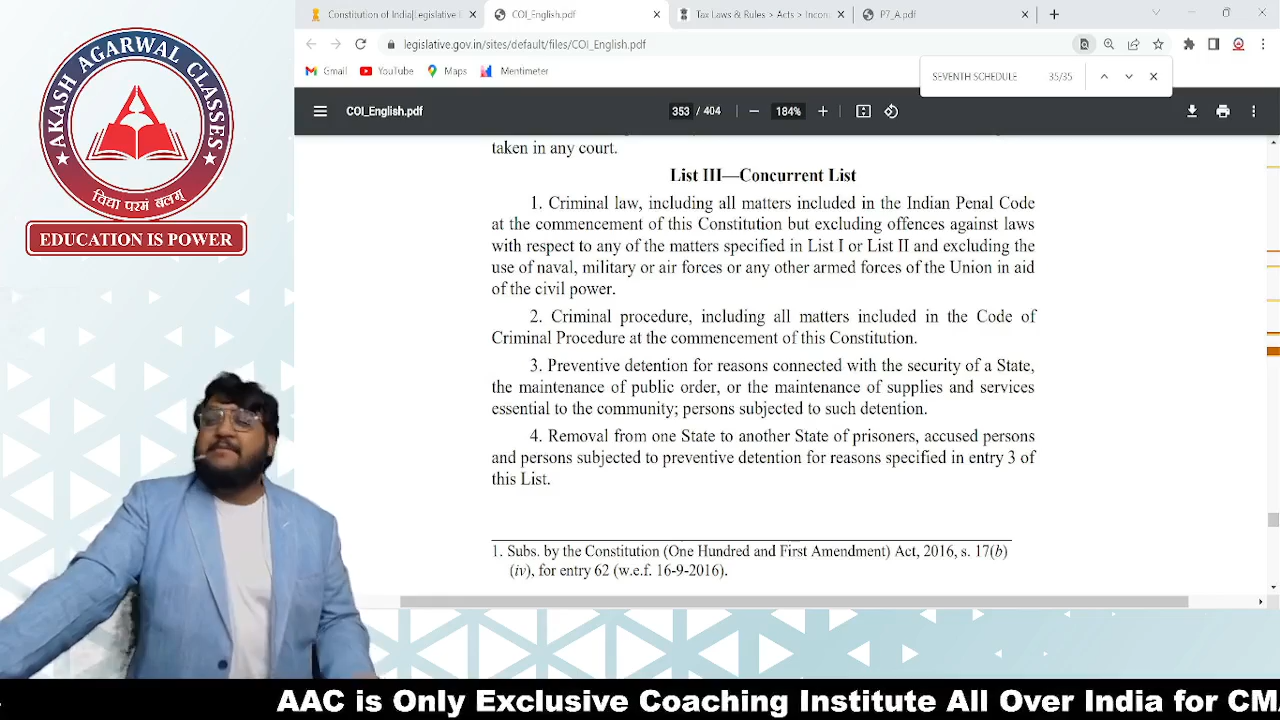 AKASH AGARWAL CLASSES
विद्या परमं बलम्
EDUCATION IS POWER
Constitution of India|Legislative
COI_English.pdf
Tax Laws & Rules > Acts > Incom
P7_A.pdf
legislative.gov.in/sites/default/files/COI_English.pdf
Gmail
YouTube
Maps
Mentimeter
SEVENTH SCHEDULE 35/35
COI_English.pdf
353 / 404
184%
taken in any court.
List III—Concurrent List
1. Criminal law, including all matters included in the Indian Penal Code
at the commencement of this Constitution but excluding offences against laws
with respect to any of the matters specified in List I or List II and excluding the
use of naval, military or air forces or any other armed forces of the Union in aid
of the civil power.
2. Criminal procedure, including all matters included in the Code of
Criminal Procedure at the commencement of this Constitution.
3. Preventive detention for reasons connected with the security of a State,
the maintenance of public order, or the maintenance of supplies and services
essential to the community; persons subjected to such detention.
4. Removal from one State to another State of prisoners, accused persons
and persons subjected to preventive detention for reasons specified in entry 3 of
this List.
1. Subs. by the Constitution (One Hundred and First Amendment) Act, 2016, s. 17(b)
(iv), for entry 62 (w.e.f. 16-9-2016).
AAC is Only Exclusive Coaching Institute All Over India for CMA